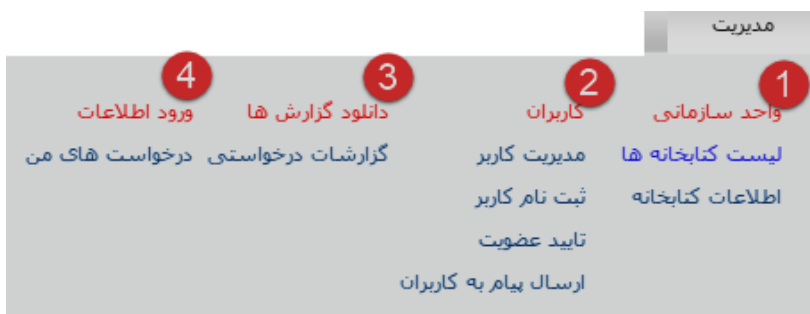 مدیریت
1 2 3 4
واحد سازمانی کاربران دانلود گزارش ها ورود اطلاعات
لیست کتابخانه ها مدیریت کاربر گزارشات درخواستی درخواست های من
اطلاعات کتابخانه ثبت نام کاربر
تایید عضویت
ارسال پیام به کاربران